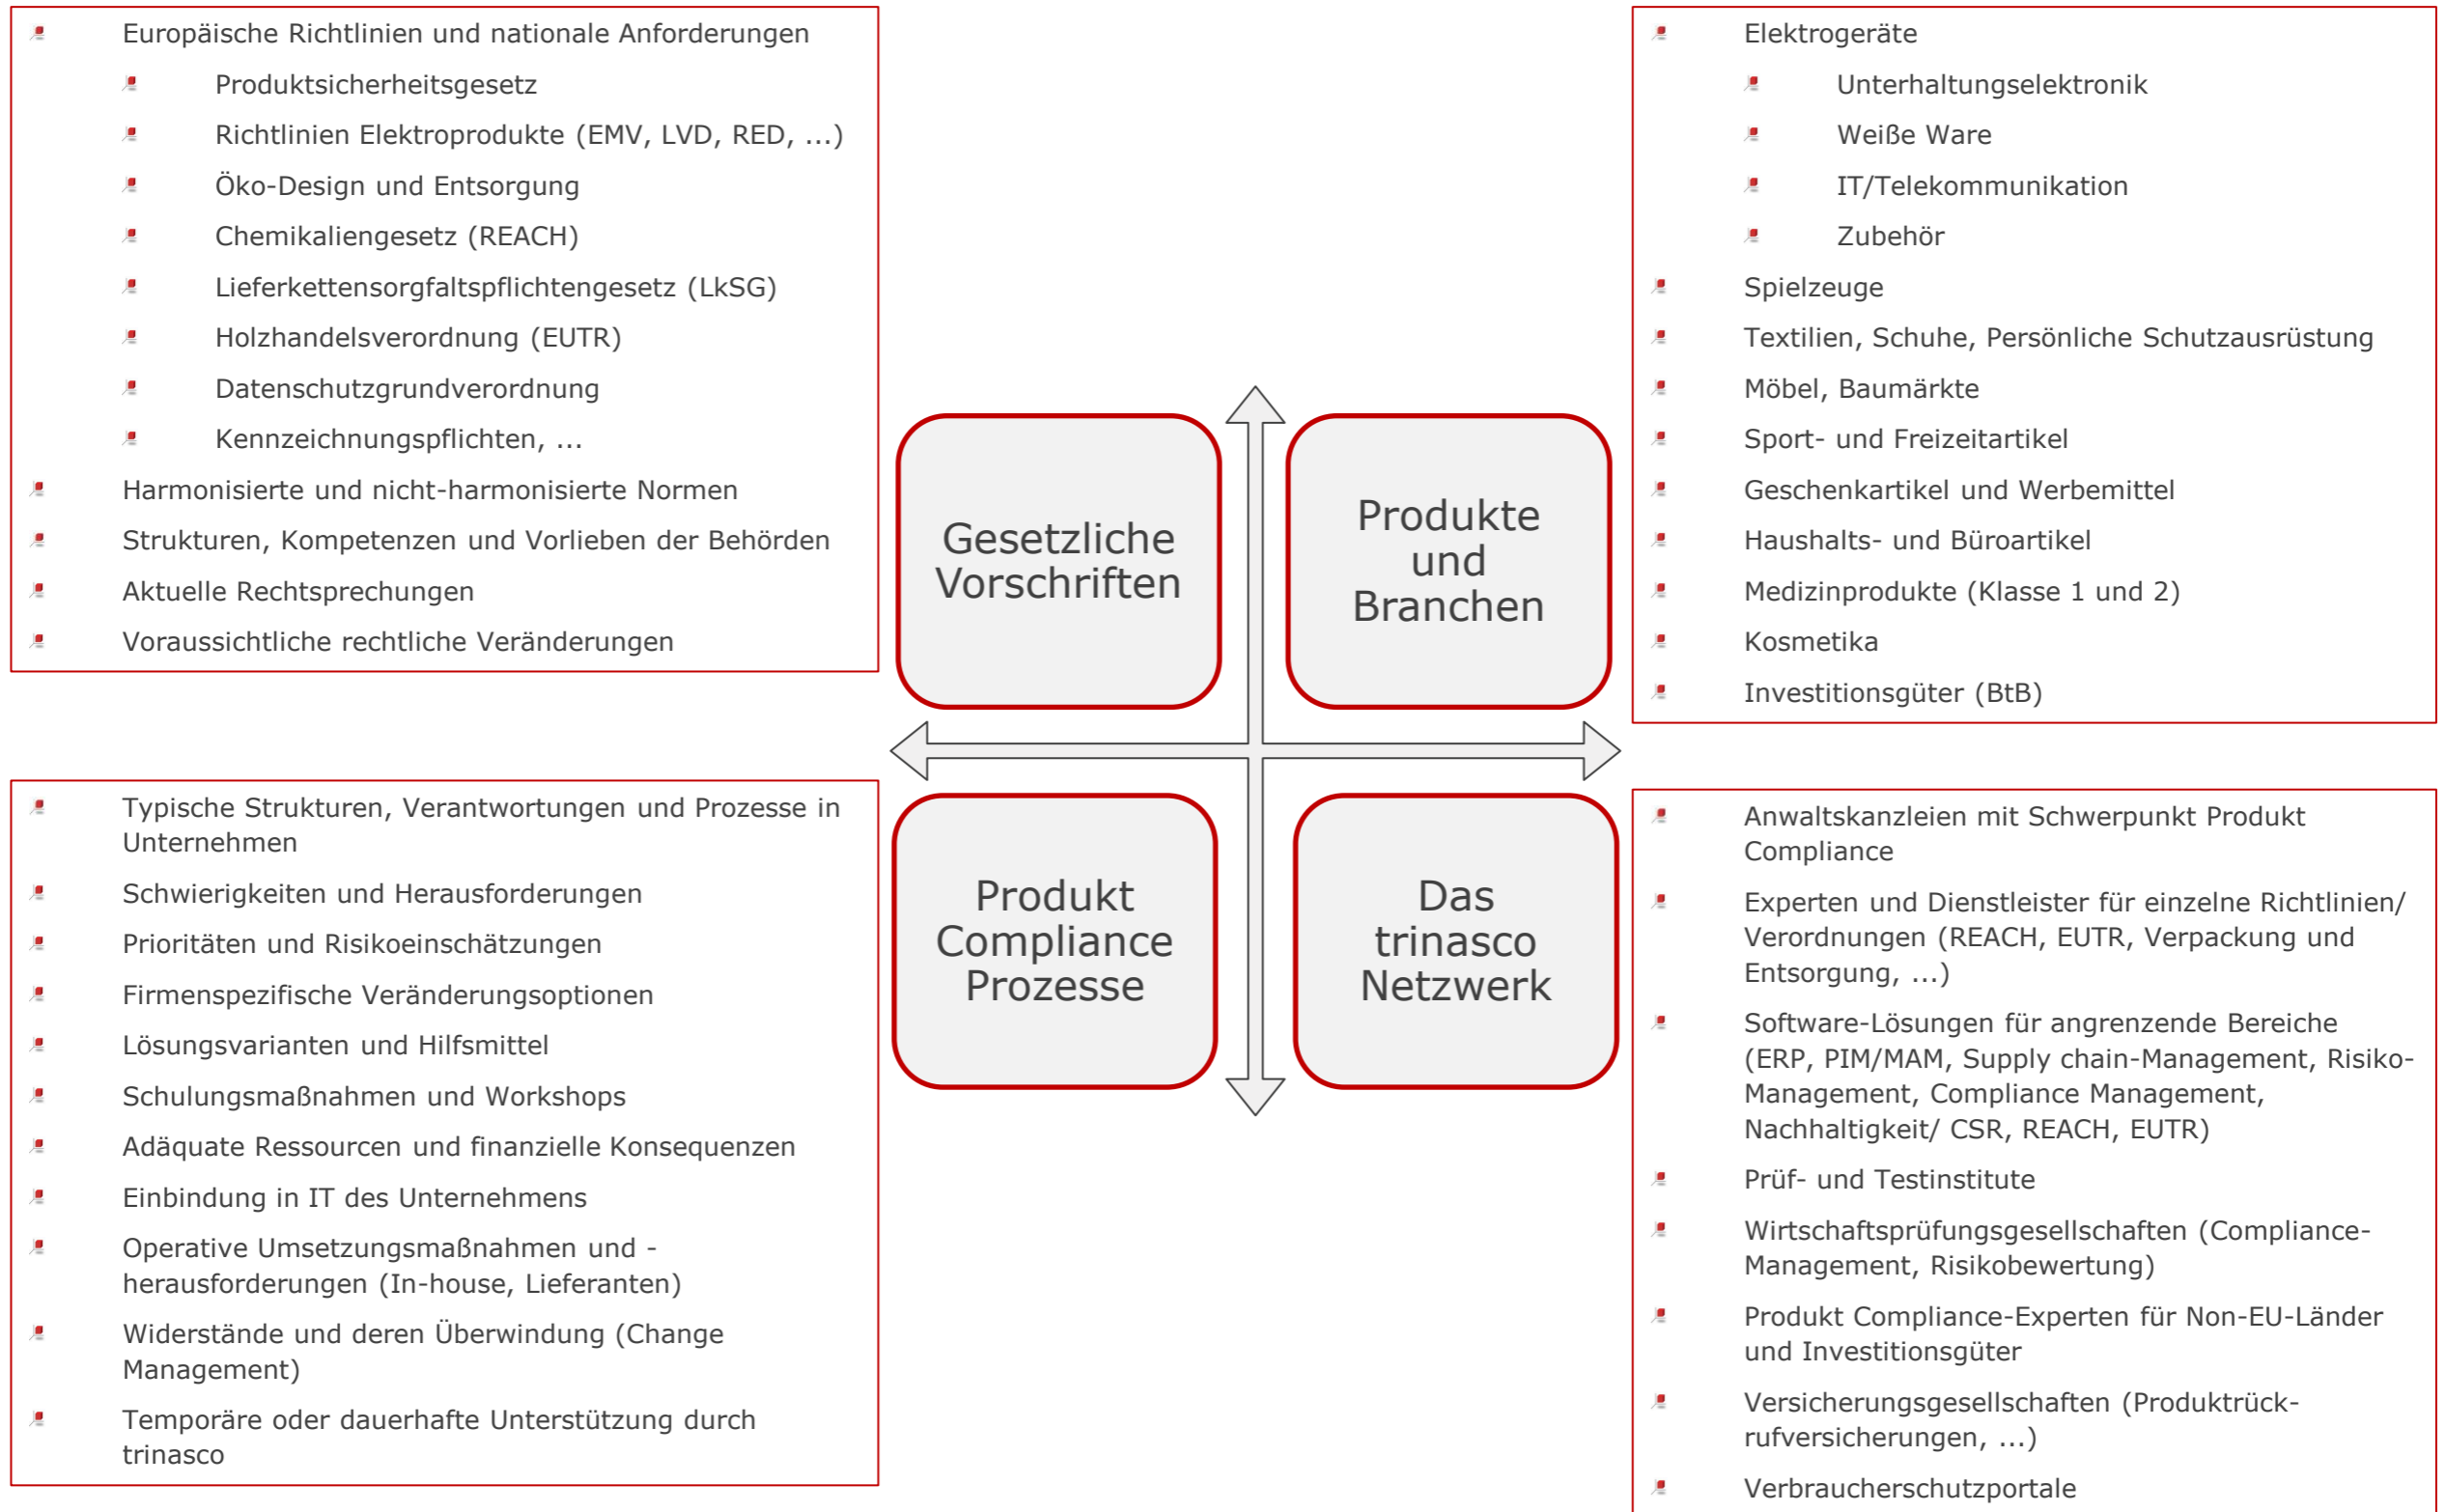 Europäische Richtlinien und nationale Anforderungen
Produktsicherheitsgesetz
Richtlinien Elektroprodukte (EMV, LVD, RED, ...)
Öko-Design und Entsorgung
Chemikaliengesetz (REACH)
Lieferkettensorgfaltspflichtengesetz (LkSG)
Holzhandelsverordnung (EUTR)
Datenschutzgrundverordnung
Kennzeichnungspflichten, ...
Harmonisierte und nicht-harmonisierte Normen
Strukturen, Kompetenzen und Vorlieben der Behörden
Aktuelle Rechtsprechungen
Voraussichtliche rechtliche Veränderungen
Gesetzliche
Vorschriften
Produkte
und
Branchen
Elektrogeräte
Unterhaltungselektronik
Weiße Ware
IT/Telekommunikation
Zubehör
Spielzeuge
Textilien, Schuhe, Persönliche Schutzausrüstung
Möbel, Baumärkte
Sport- und Freizeitartikel
Geschenkartikel und Werbemittel
Haushalts- und Büroartikel
Medizinprodukte (Klasse 1 und 2)
Kosmetika
Investitionsgüter (BtB)
Typische Strukturen, Verantwortungen und Prozesse in
Unternehmen
Schwierigkeiten und Herausforderungen
Prioritäten und Risikoeinschätzungen
Firmenspezifische Veränderungsoptionen
Lösungsvarianten und Hilfsmittel
Schulungsmaßnahmen und Workshops
Adäquate Ressourcen und finanzielle Konsequenzen
Einbindung in IT des Unternehmens
Operative Umsetzungsmaßnahmen und -
herausforderungen (In-house, Lieferanten)
Widerstände und deren Überwindung (Change
Management)
Temporäre oder dauerhafte Unterstützung durch
trinasco
Produkt
Compliance
Prozesse
Das
trinasco
Netzwerk
Anwaltskanzleien mit Schwerpunkt Produkt
Compliance
Experten und Dienstleister für einzelne Richtlinien/
Verordnungen (REACH, EUTR, Verpackung und
Entsorgung, ...)
Software-Lösungen für angrenzende Bereiche
(ERP, PIM/MAM, Supply chain-Management, Risiko-
Management, Compliance Management,
Nachhaltigkeit/ CSR, REACH, EUTR)
Prüf- und Testinstitute
Wirtschaftsprüfungsgesellschaften (Compliance-
Management, Risikobewertung)
Produkt Compliance-Experten für Non-EU-Länder
und Investitionsgüter
Versicherungsgesellschaften (Produktrück-
rufversicherungen, ...)
Verbraucherschutzportale